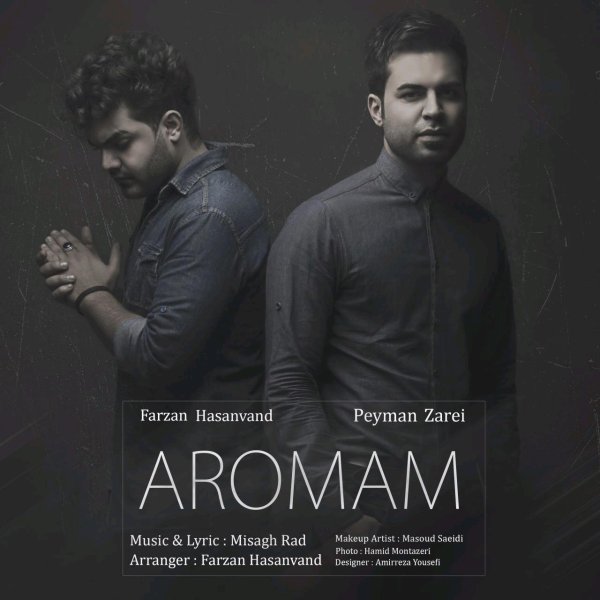 Farzan Hasanvand
Peyman Zarei
AROMAM
Music & Lyric : Misagh Rad
Arranger : Farzan Hasanvand
Makeup Artist : Masoud Saeidi
Photo : Hamid Montazeri
Designer : Amirreza Yousefi